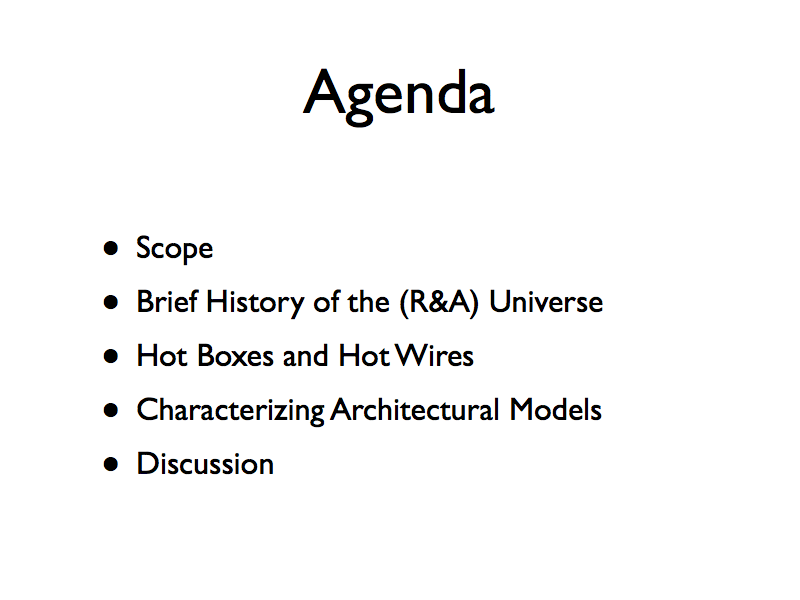 Agenda
• Scope
• Brief History of the (R&A) Universe
• Hot Boxes and Hot Wires
• Characterizing Architectural Models
• Discussion